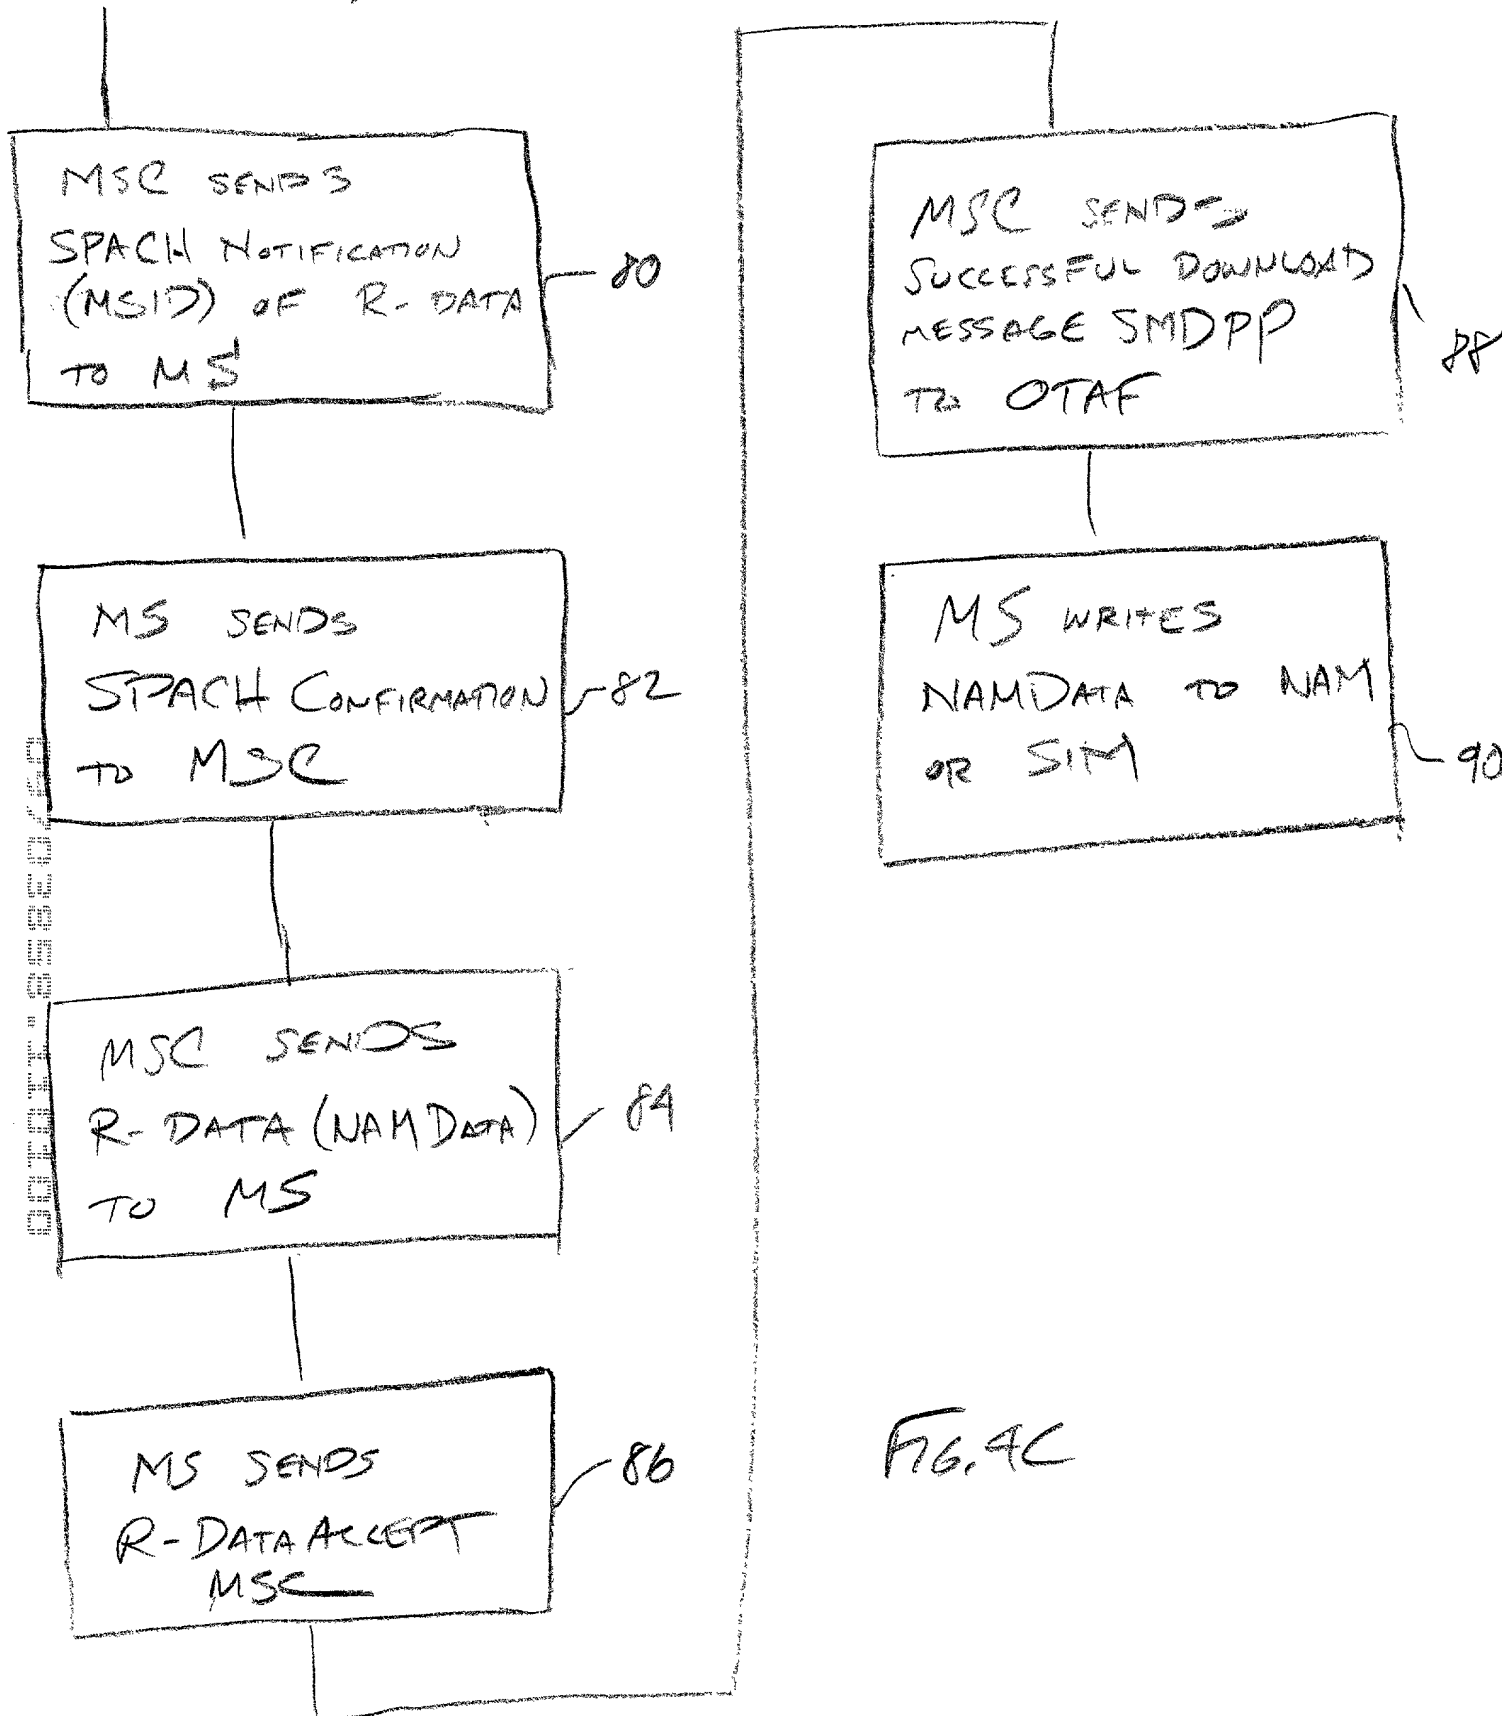 MSC SENDS
SPACH NOTIFICATION
(MSID) OF R-DATA
TO MS
80
MS SENDS
SPACH CONFIRMATION
TO MSC
82
MSC SENDS
R-DATA (NAMDATA)
TO MS
84
MS SENDS
R-DATA ACCEPT
MSC
86
MSC SENDS
SUCCESSFUL DOWNLOAD
MESSAGE SMDPP
TO OTAF
88
MS WRITES
NAMDATA TO NAM
OR SIM
90
FIG. 4C